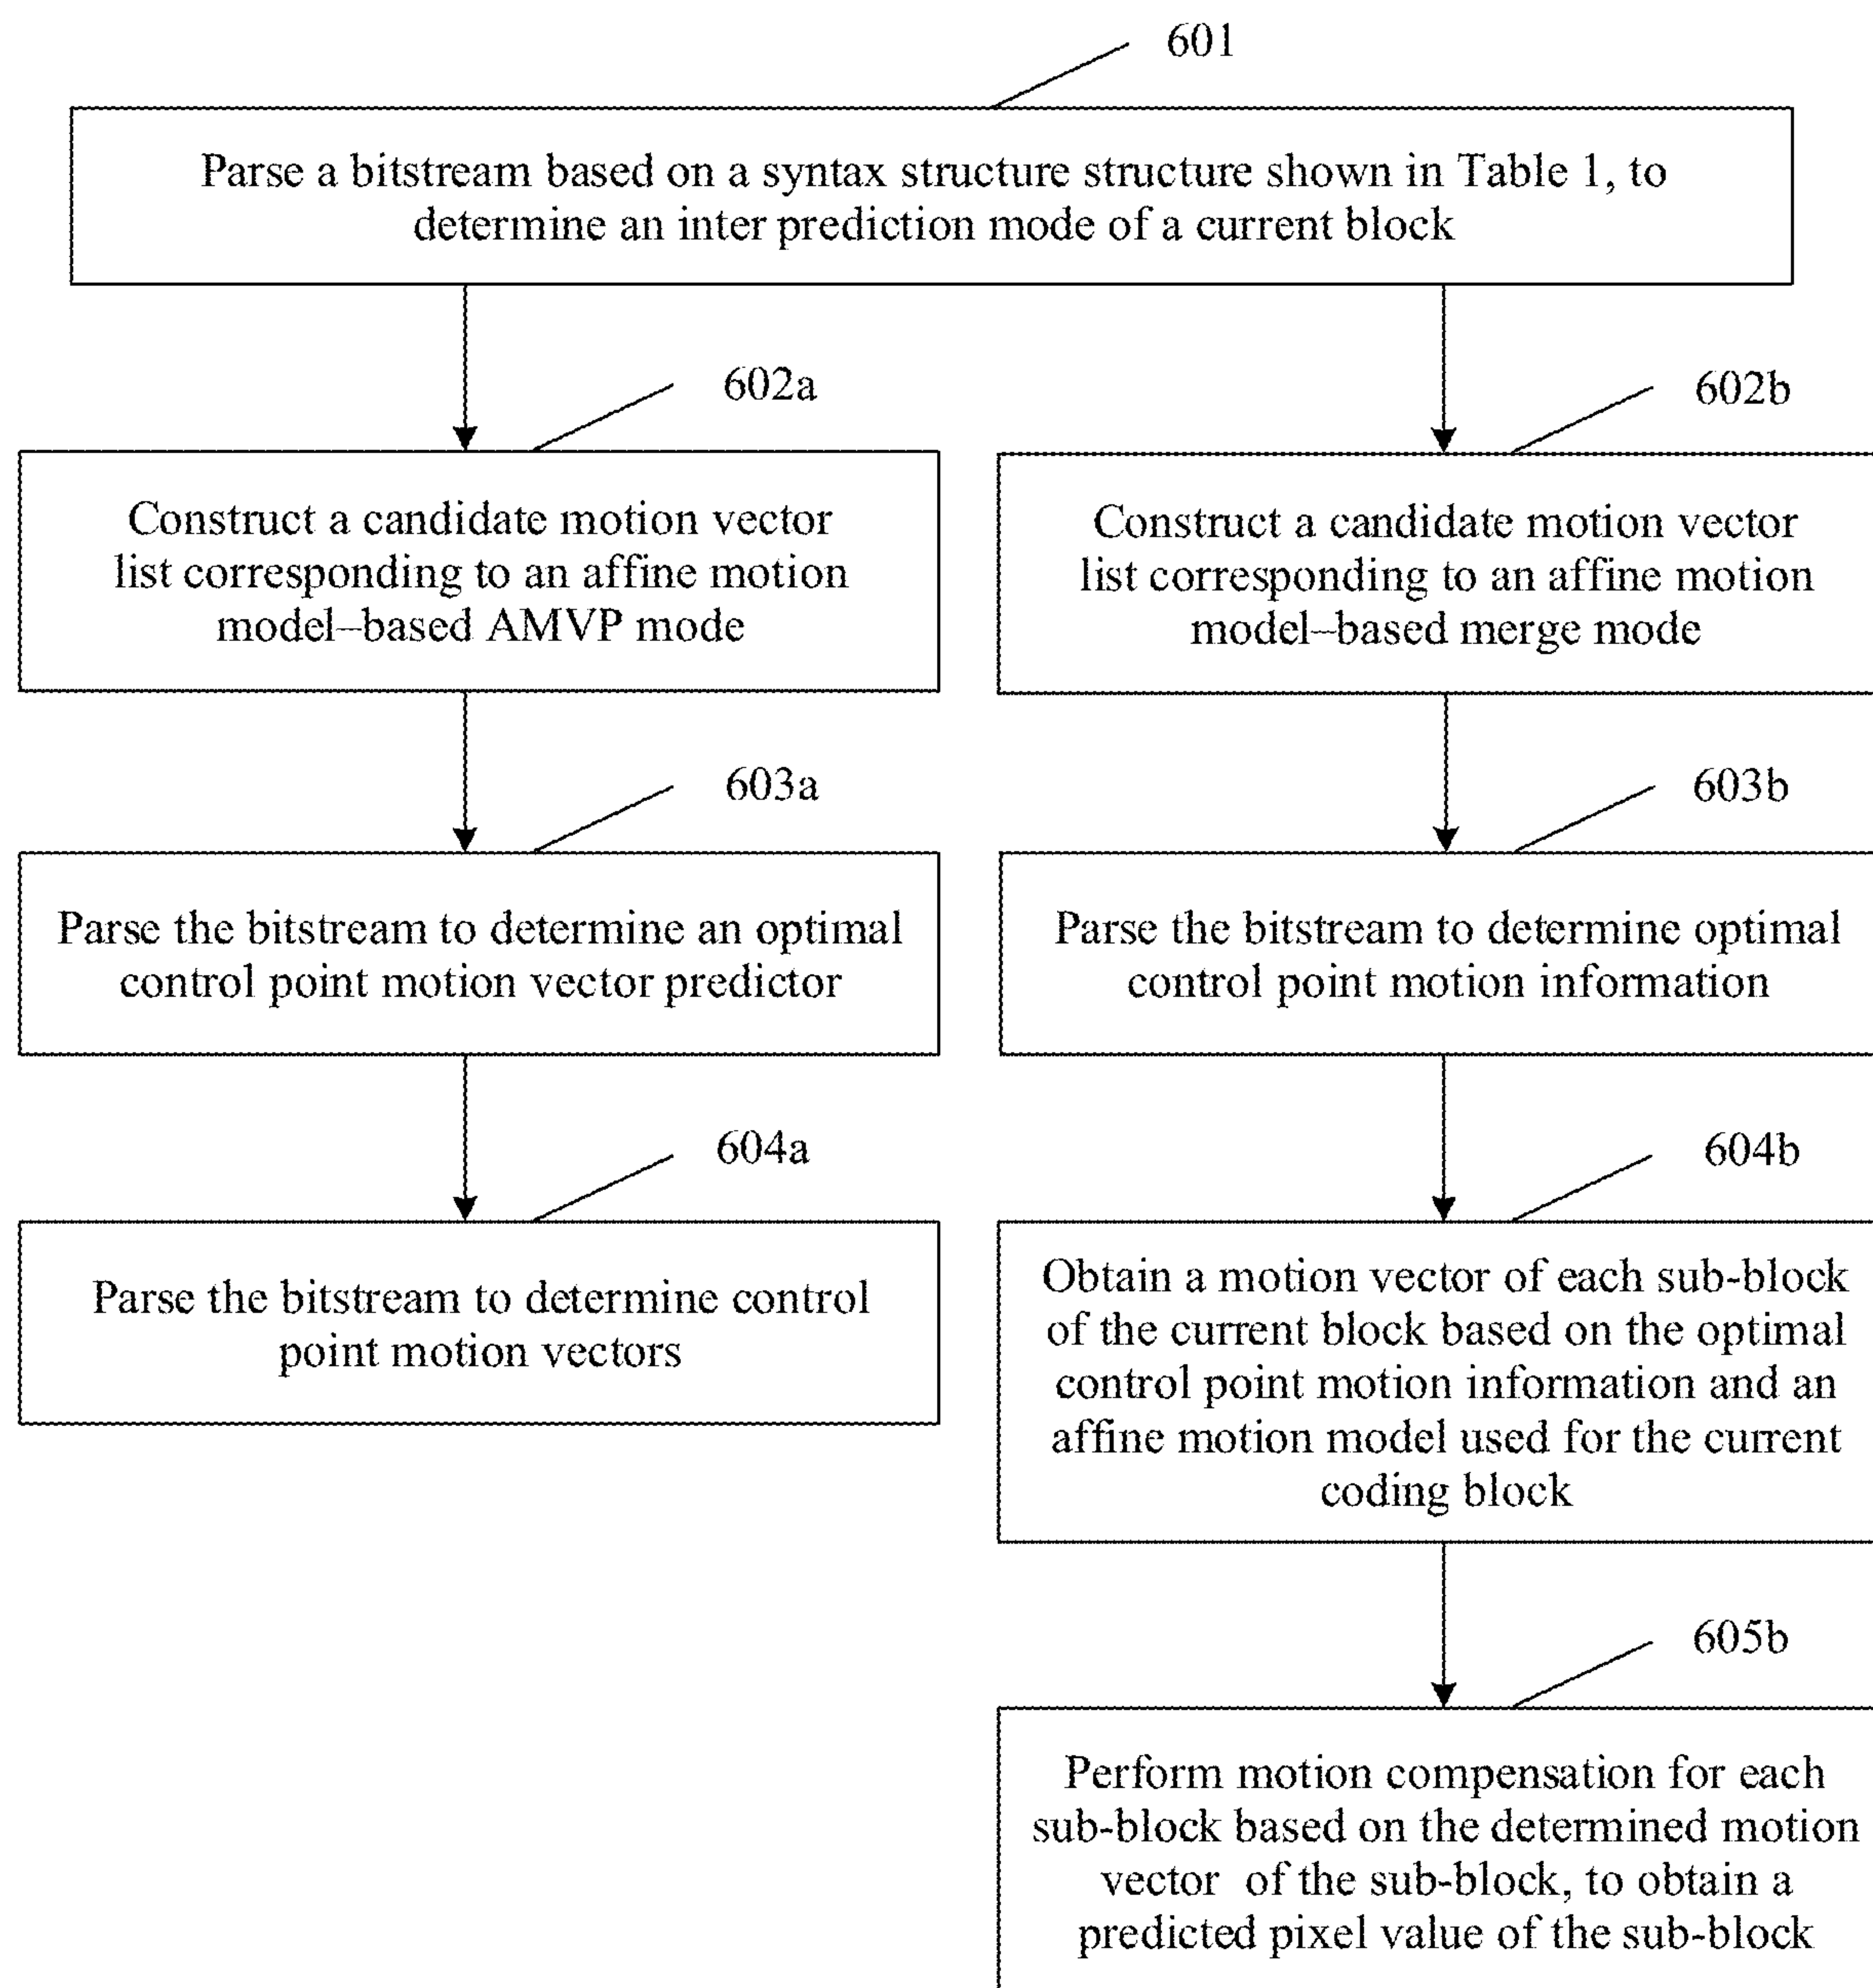 601
Parse a bitstream based on a syntax structure structure shown in Table 1, to
determine an inter prediction mode of a current block
602a
Construct a candidate motion vector
list corresponding to an affine motion
model–based AMVP mode
603a
Parse the bitstream to determine an optimal
control point motion vector predictor
604a
Parse the bitstream to determine control
point motion vectors
602b
Construct a candidate motion vector
list corresponding to an affine motion
model–based merge mode
603b
Parse the bitstream to determine optimal
control point motion information
604b
Obtain a motion vector of each sub-block
of the current block based on the optimal
control point motion information and an
affine motion model used for the current
coding block
605b
Perform motion compensation for each
sub-block based on the determined motion
vector of the sub-block, to obtain a
predicted pixel value of the sub-block